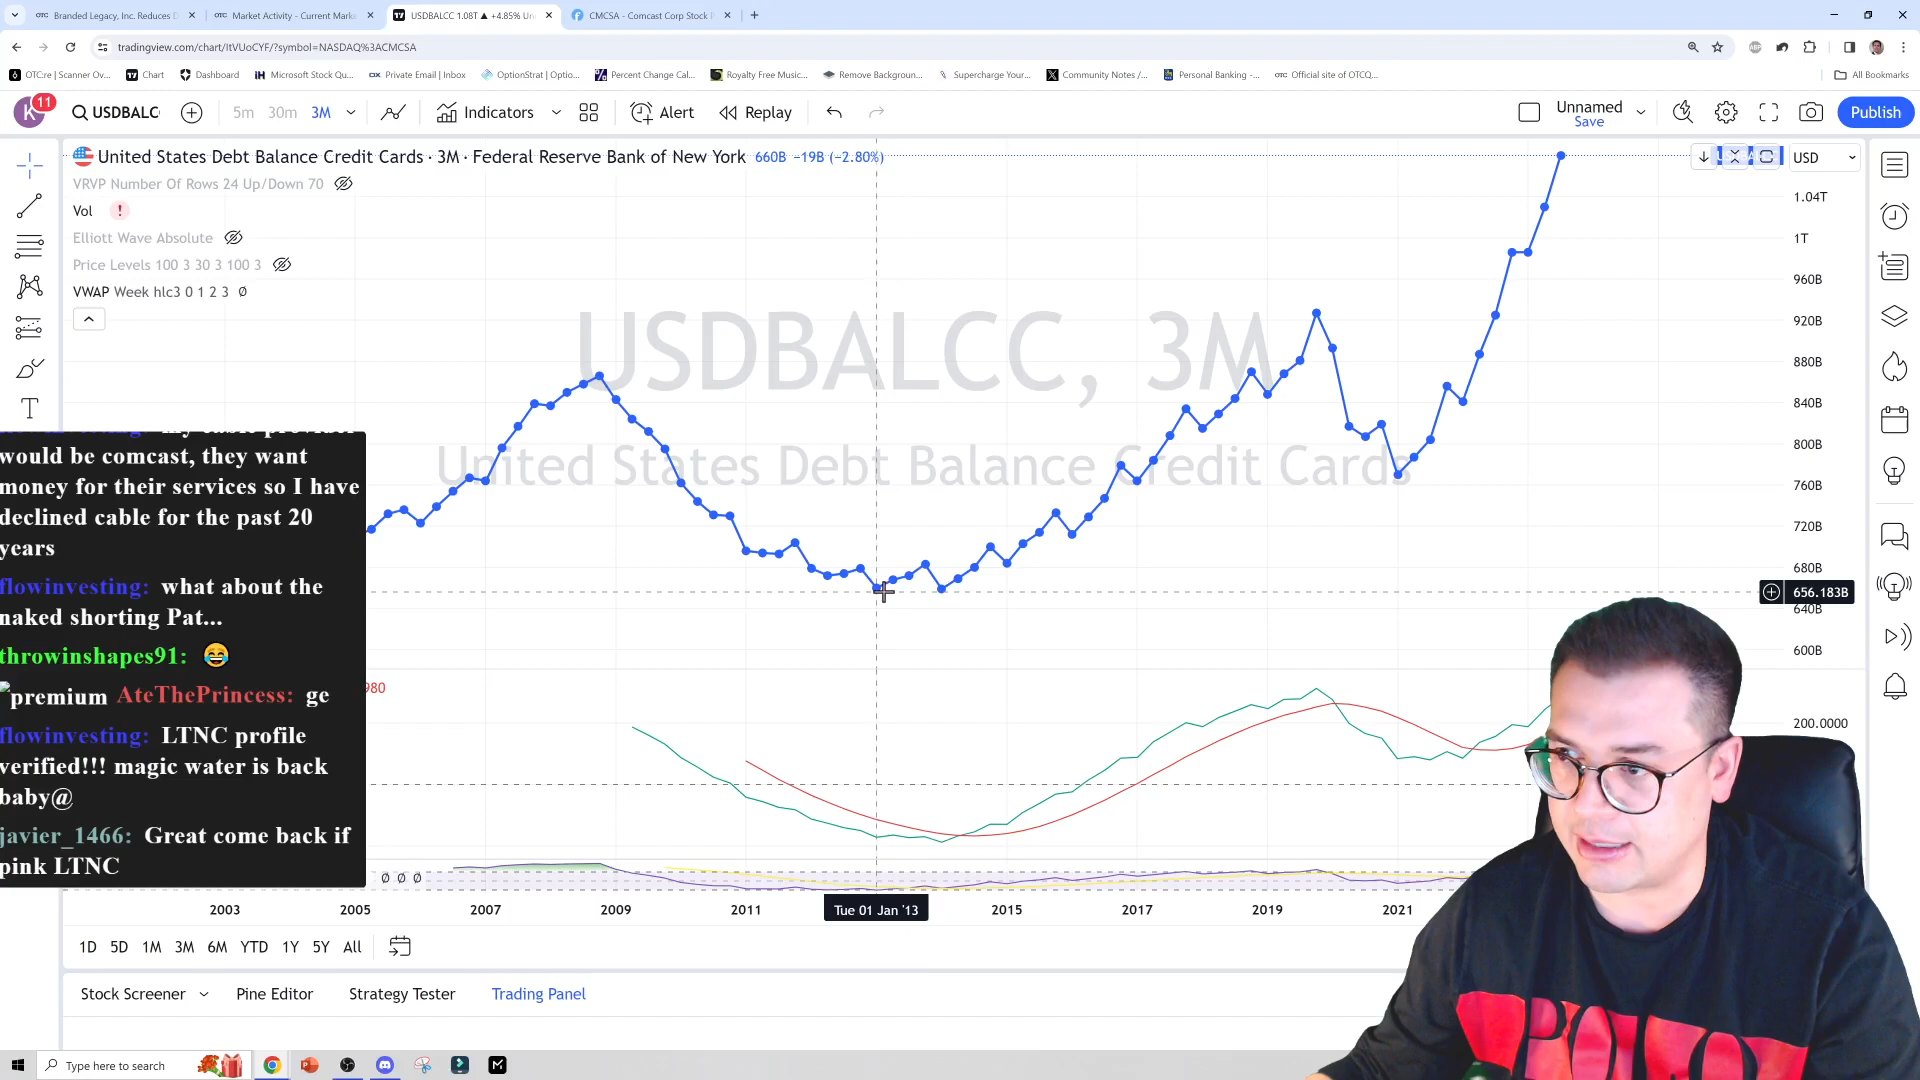 Branded Legacy, Inc. Reduces D
Market Activity - Current Mark
USDBALCC 1.08T ▲ +4.85% Un
CMCSA - Comcast Corp Stock P
tradingview.com/chart/ItVUoCYF/?symbol=NASDAQ%3ACMCSA
OTC:re | Scanner Ov...
Chart
Dashboard
Microsoft Stock Qu...
Private Email | Inbox
OptionStrat | Optio...
Percent Change Cal...
Royalty Free Music...
Remove Backgroun...
Supercharge Your...
Community Notes /...
Personal Banking -...
Official site of OTCQ...
All Bookmarks
K
11
USDBALC
5m
30m
3M
Indicators
Alert
Replay
Unnamed
Save
Publish
United States Debt Balance Credit Cards · 3M · Federal Reserve Bank of New York
660B −19B (−2.80%)
VRVP Number Of Rows 24 Up/Down 70
Vol !
Elliott Wave Absolute
Price Levels 100 3 30 3 100 3
VWAP Week hlc3 0 1 2 3 Ø
USD
1.04T
1T
960B
920B
880B
840B
800B
760B
720B
680B
656.183B
640B
600B
200.0000
USDBALCC, 3M
United States Debt Balance Credit Cards
would be comcast, they want
money for their services so I have
declined cable for the past 20
years
flowinvesting: what about the
naked shorting Pat...
throwinshapes91: 😂
premium AteThePrincess: ge
flowinvesting: LTNC profile
verified!!! magic water is back
baby@
javier_1466: Great come back if
pink LTNC
980
Ø Ø Ø
2003
2005
2007
2009
2011
Tue 01 Jan '13
2015
2017
2019
2021
1D
5D
1M
3M
6M
YTD
1Y
5Y
All
Stock Screener
Pine Editor
Strategy Tester
Trading Panel
Type here to search